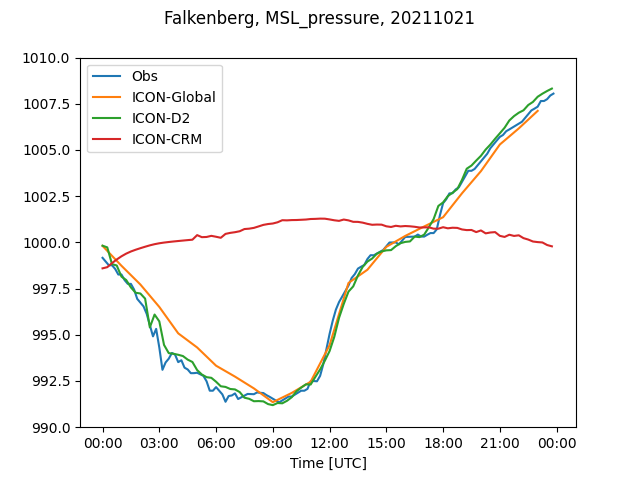 Falkenberg, MSL_pressure, 20211021
1010.0
1007.5
1005.0
1002.5
1000.0
997.5
995.0
992.5
990.0
Obs
ICON-Global
ICON-D2
ICON-CRM
00:00 03:00 06:00 09:00 12:00 15:00 18:00 21:00 00:00
Time [UTC]